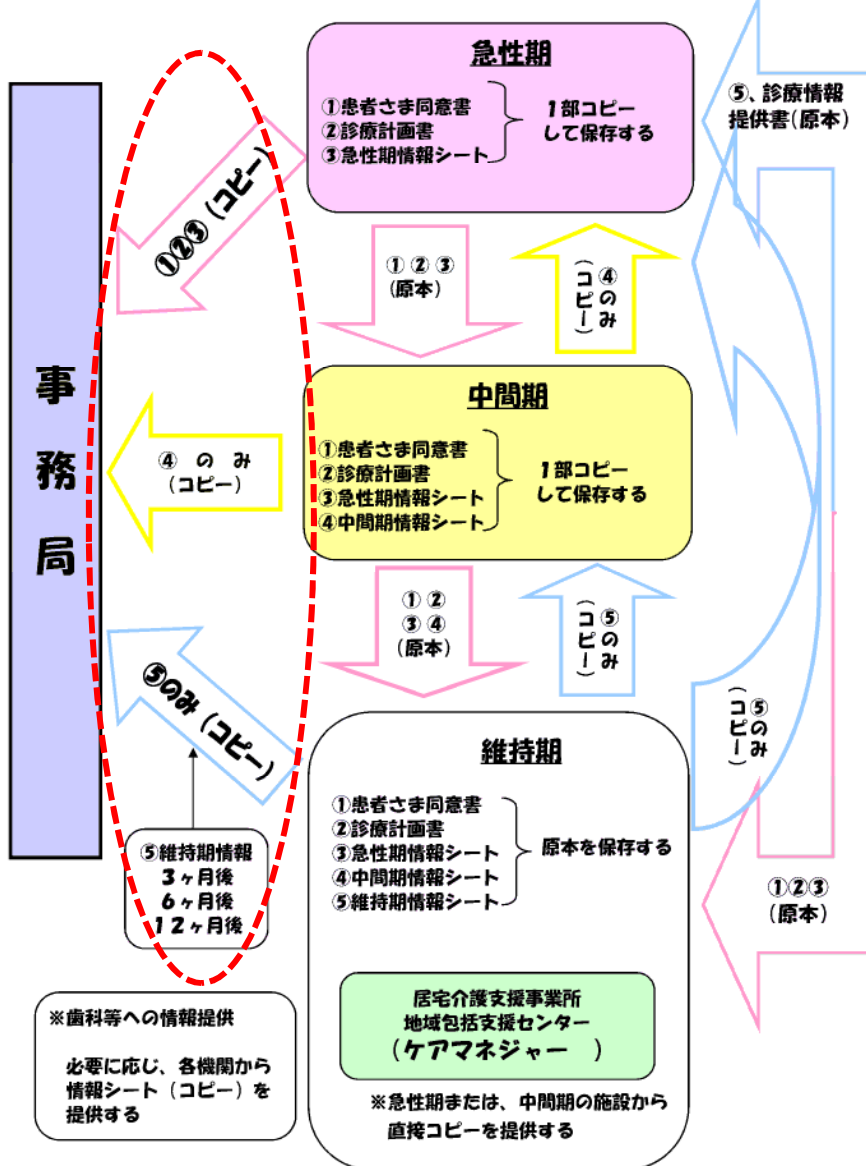 急性期
①患者さま同意書
②診療計画書
③急性期情報シート
1部コピー
して保存する
⑤、診療情報
提供書(原本)
①②③(コピー)
①②③
(原本)
④のみ
(コピー)
事務局
中間期
①患者さま同意書
②診療計画書
③急性期情報シート
④中間期情報シート
1部コピー
して保存する
④のみ
(コピー)
①②
③④
(原本)
⑤のみ
(コピー)
⑤のみ(コピー)
⑤のみ
(コピー)
維持期
①患者さま同意書
②診療計画書
③急性期情報シート
④中間期情報シート
⑤維持期情報シート
原本を保存する
①②③
(原本)
⑤維持期情報
3ヶ月後
6ヶ月後
12ヶ月後
居宅介護支援事業所
地域包括支援センター
(ケアマネジャー )
※急性期または、中間期の施設から
直接コピーを提供する
※歯科等への情報提供
必要に応じ、各機関から
情報シート(コピー)を
提供する